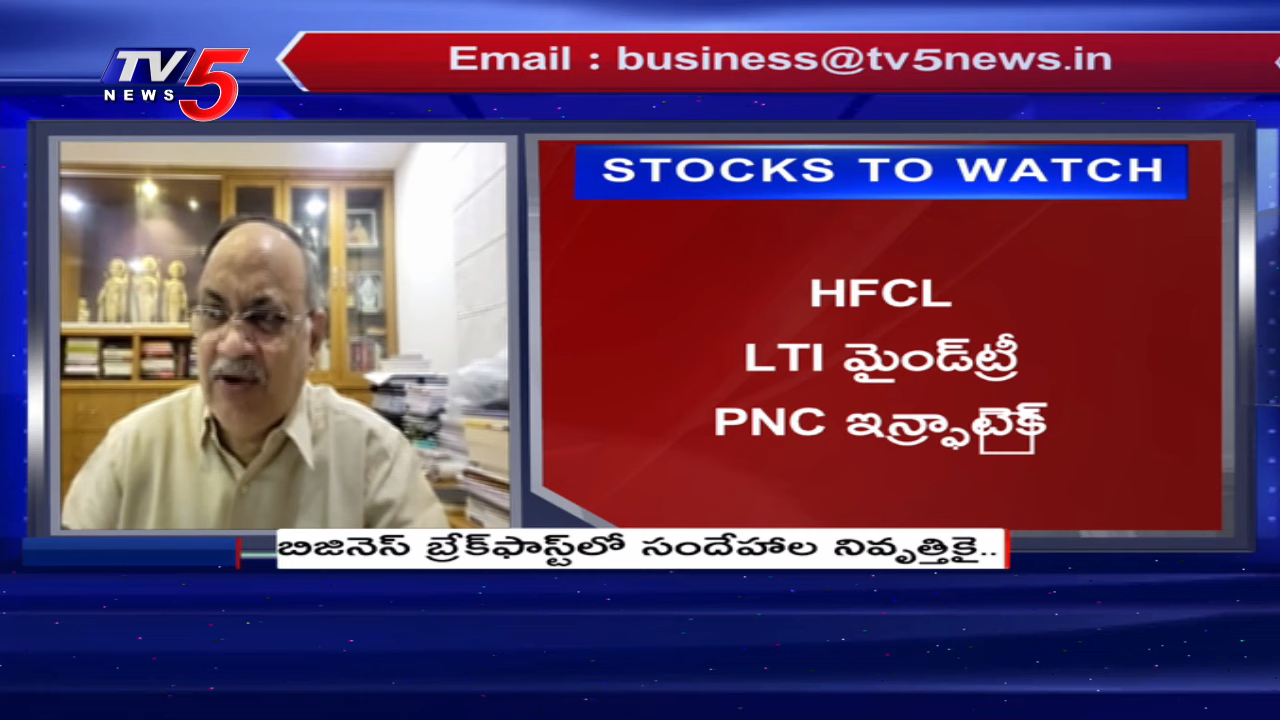 TV5
NEWS
Email : business@tv5news.in
STOCKS TO WATCH
HFCL
LTI మైండ్‌ట్రీ
PNC ఇన్ఫ్రాటెక్
బిజినెస్ బ్రేక్‌ఫాస్ట్‌లో సందేహాల నివృత్తికై..